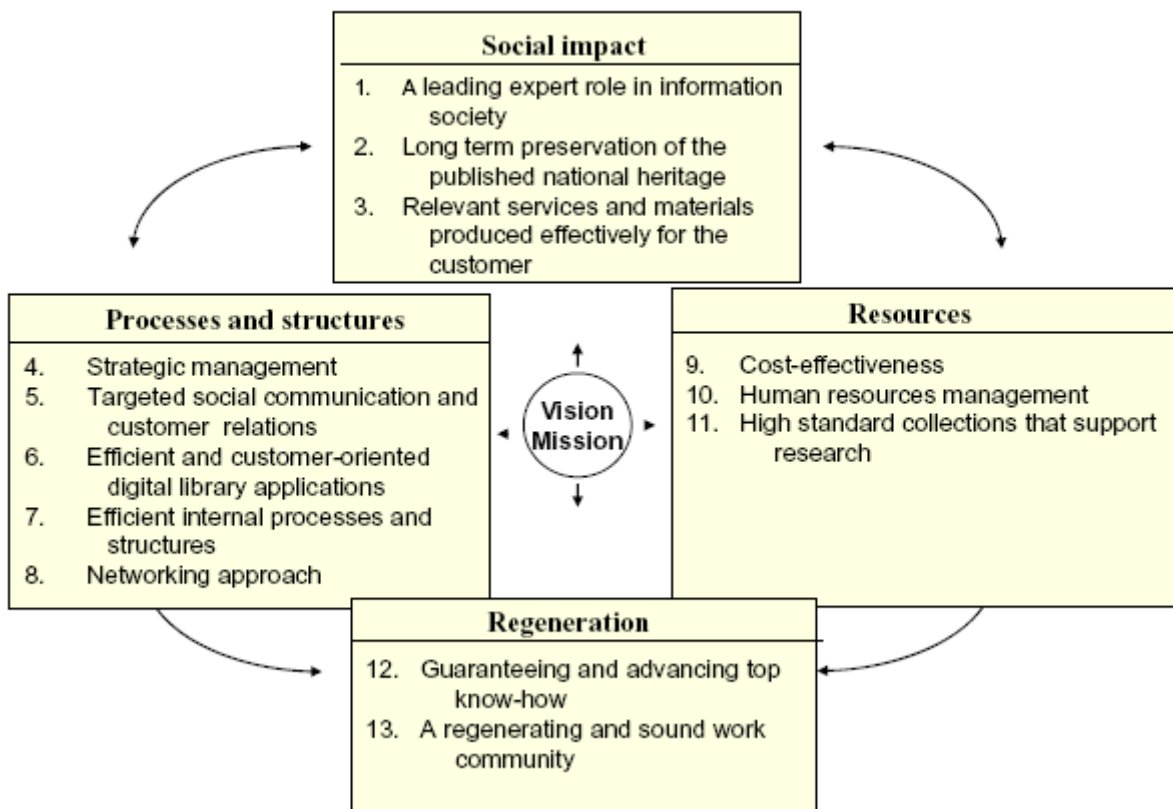 Social impact
1. A leading expert role in information
society
2. Long term preservation of the
published national heritage
3. Relevant services and materials
produced effectively for the
customer
Processes and structures
4. Strategic management
5. Targeted social communication and
customer relations
6. Efficient and customer-oriented
digital library applications
7. Efficient internal processes and
structures
8. Networking approach
Vision
Mission
Resources
9. Cost-effectiveness
10. Human resources management
11. High standard collections that support
research
Regeneration
12. Guaranteeing and advancing top
know-how
13. A regenerating and sound work
community